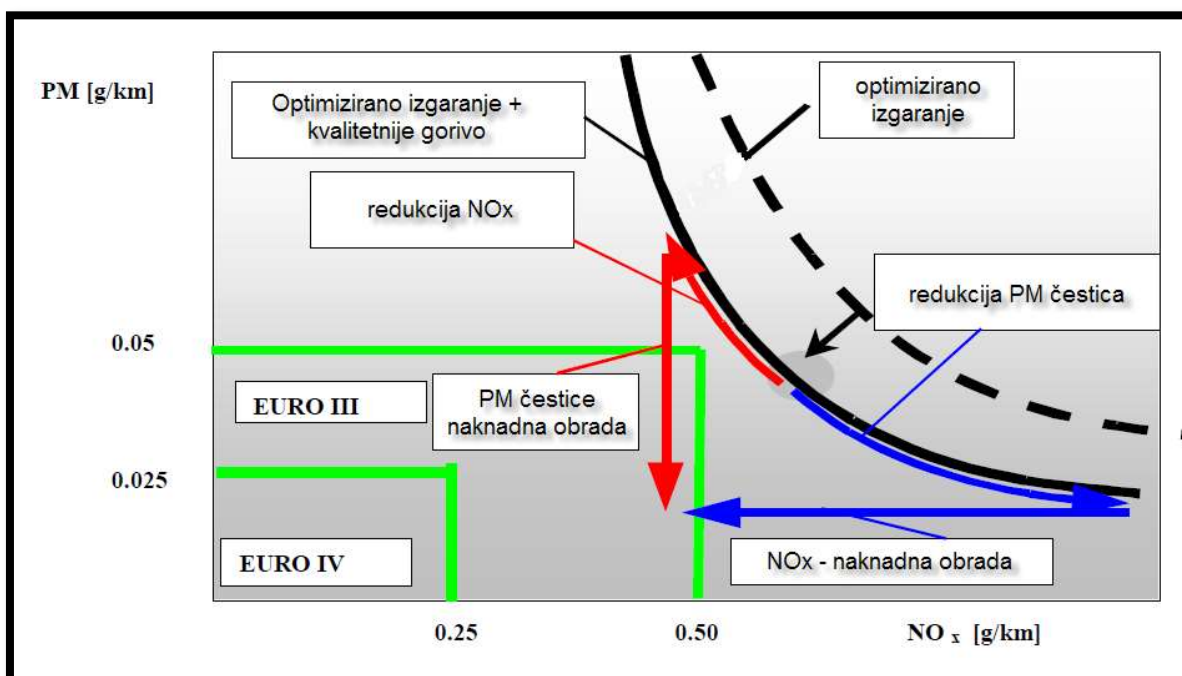 PM [g/km]
Optimizirano izgaranje +
kvalitetnije gorivo
optimizirano
izgaranje
redukcija NOx
redukcija PM čestica
0.05
EURO III
PM čestice
naknadna obrada
0.025
EURO IV
NOx - naknadna obrada
0.25
0.50
NO x [g/km]